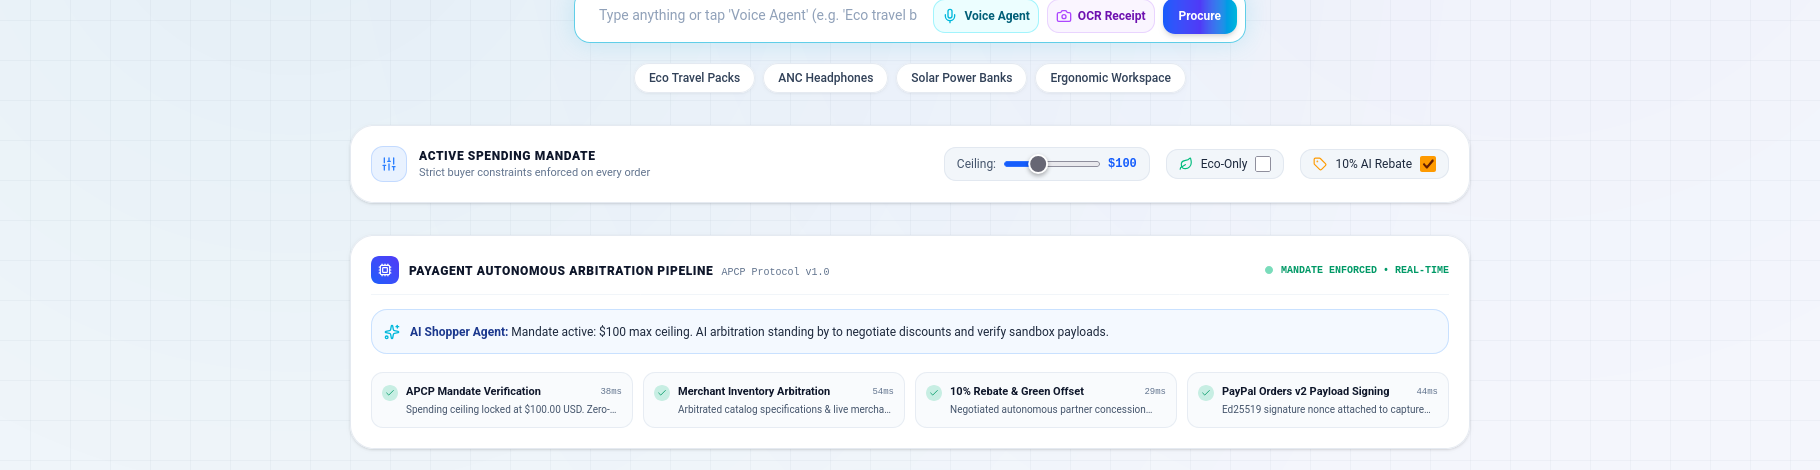 Type anything or tap 'Voice Agent' (e.g. 'Eco travel b
Voice Agent
OCR Receipt
Procure
Eco Travel Packs
ANC Headphones
Solar Power Banks
Ergonomic Workspace
ACTIVE SPENDING MANDATE
Strict buyer constraints enforced on every order
Ceiling:
$100
Eco-Only
10% AI Rebate
PAYAGENT AUTONOMOUS ARBITRATION PIPELINE APCP Protocol v1.0
MANDATE ENFORCED • REAL-TIME
AI Shopper Agent: Mandate active: $100 max ceiling. AI arbitration standing by to negotiate discounts and verify sandbox payloads.
APCP Mandate Verification 38ms
Spending ceiling locked at $100.00 USD. Zero-...
Merchant Inventory Arbitration 54ms
Arbitrated catalog specifications & live mercha...
10% Rebate & Green Offset 29ms
Negotiated autonomous partner concession...
PayPal Orders v2 Payload Signing 44ms
Ed25519 signature nonce attached to capture...